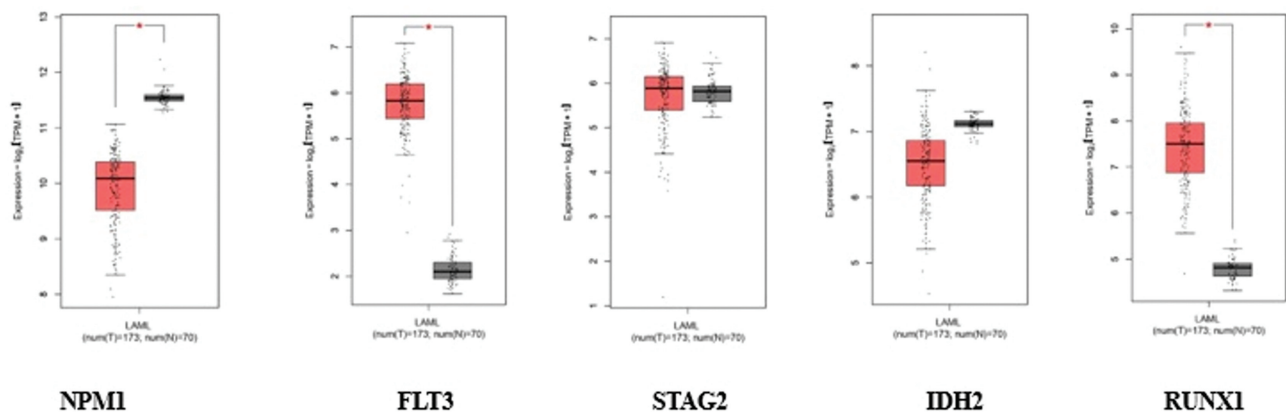 13
12
11
10
9
8
Expression = log₂(TPM + 1)
*
LAML
(num(T)=173; num(N)=70)
NPM1
7
6
5
4
3
2
Expression = log₂(TPM + 1)
*
LAML
(num(T)=173; num(N)=70)
FLT3
7
6
5
4
3
2
1
Expression = log₂(TPM + 1)
LAML
(num(T)=173; num(N)=70)
STAG2
8
7
6
5
Expression = log₂(TPM + 1)
LAML
(num(T)=173; num(N)=70)
IDH2
10
9
8
7
6
5
Expression = log₂(TPM + 1)
*
LAML
(num(T)=173; num(N)=70)
RUNX1